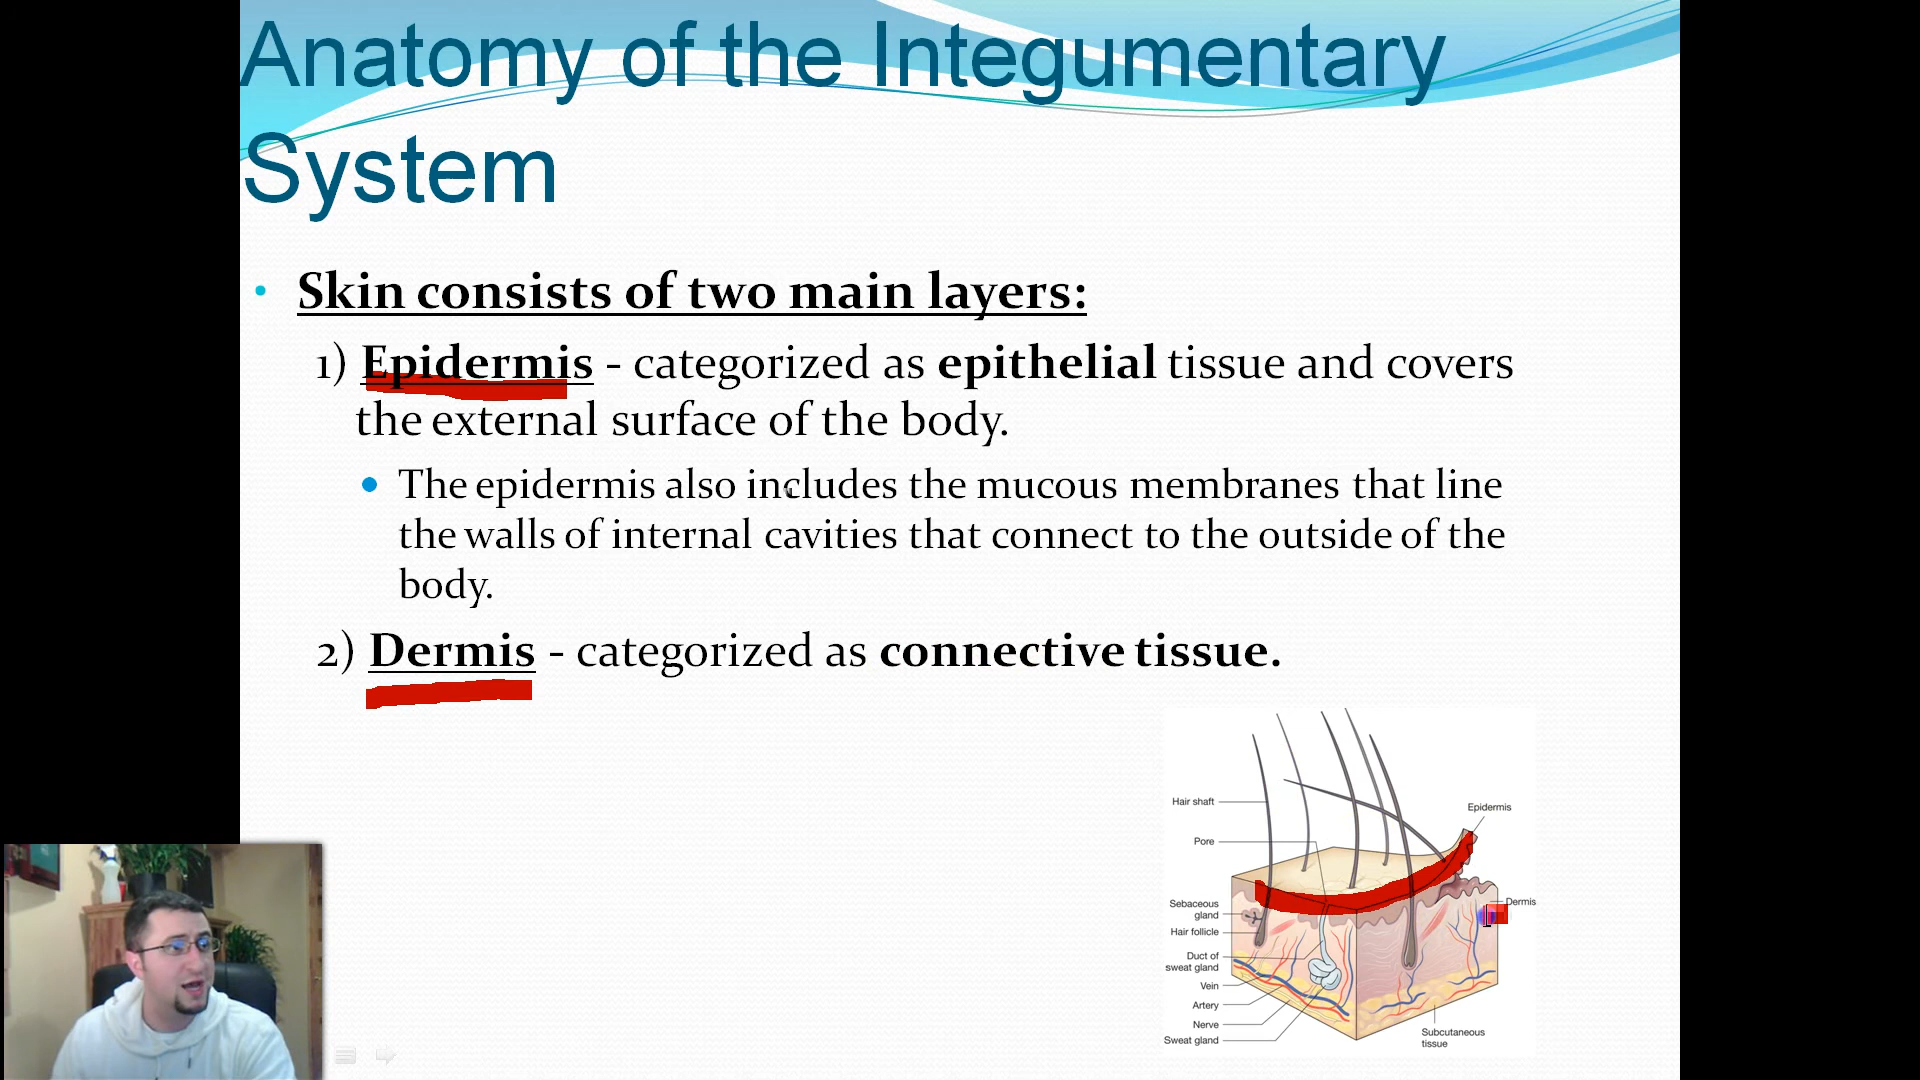 Anatomy of the Integumentary
System
• Skin consists of two main layers:
1) Epidermis - categorized as epithelial tissue and covers
the external surface of the body.
• The epidermis also includes the mucous membranes that line
the walls of internal cavities that connect to the outside of the
body.
2) Dermis - categorized as connective tissue.
Hair shaft
Epidermis
Pore
Sebaceous
gland
Dermis
Hair follicle
Duct of
sweat gland
Vein
Artery
Nerve
Sweat gland
Subcutaneous
tissue